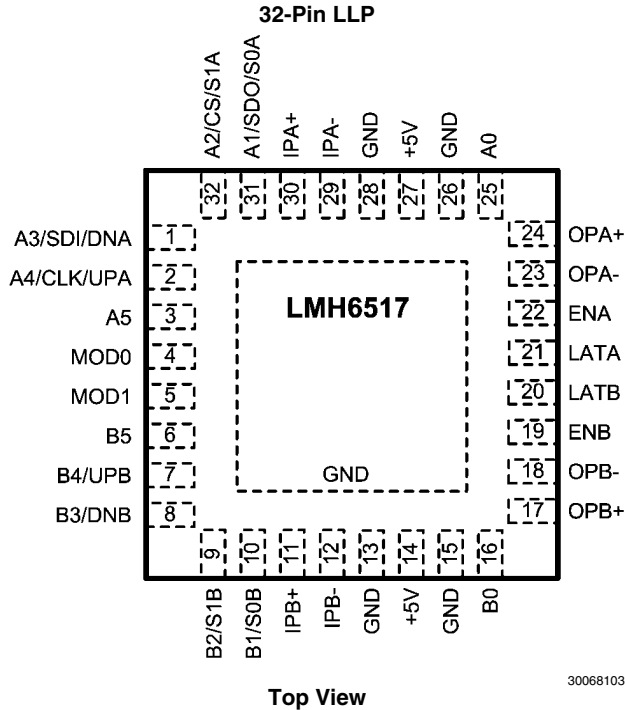 32-Pin LLP
A2/CS/S1A
A1/SDO/S0A
IPA+
IPA-
GND
+5V
GND
A0
32
31
30
29
28
27
26
25
A3/SDI/DNA 1
A4/CLK/UPA 2
A5 3
MOD0 4
MOD1 5
B5 6
B4/UPB 7
B3/DNB 8
LMH6517
GND
24 OPA+
23 OPA-
22 ENA
21 LATA
20 LATB
19 ENB
18 OPB-
17 OPB+
9
10
11
12
13
14
15
16
B2/S1B
B1/S0B
IPB+
IPB-
GND
+5V
GND
B0
30068103
Top View